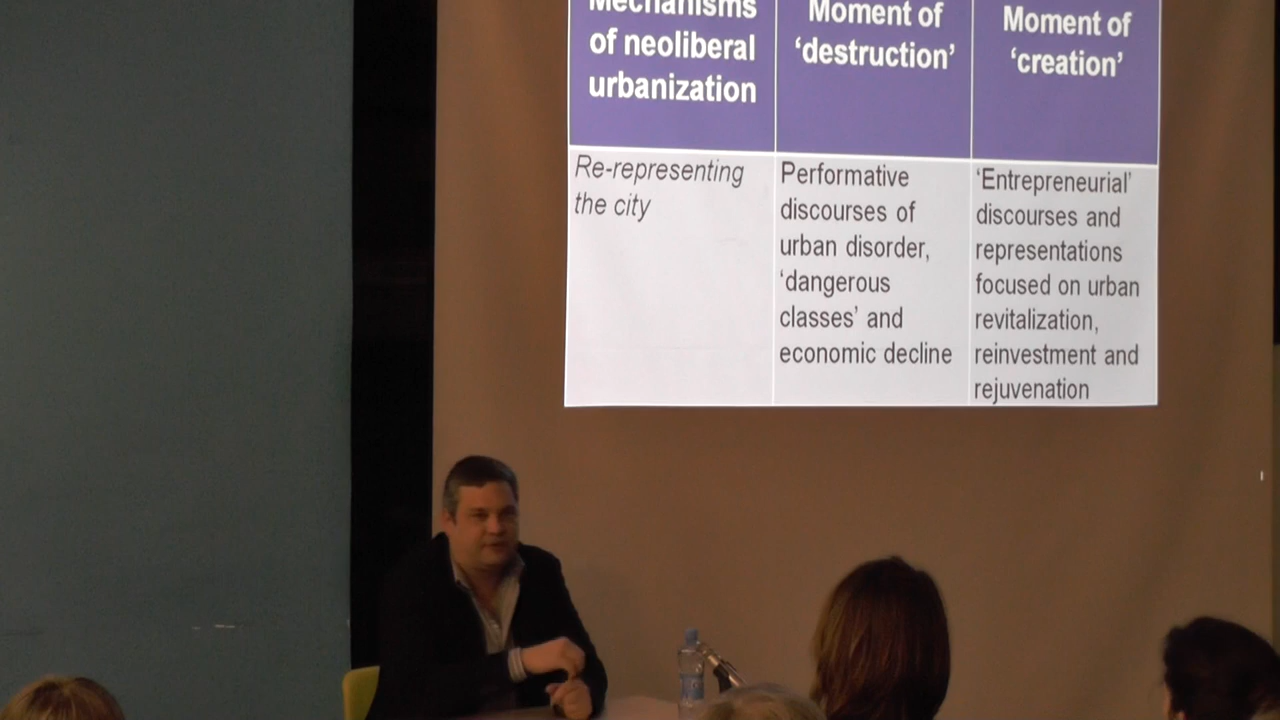 Mechanisms
of neoliberal
urbanization
Moment of
‘destruction’
Moment of
‘creation’
Re-representing
the city
Performative
discourses of
urban disorder,
‘dangerous
classes’ and
economic decline
‘Entrepreneurial’
discourses and
representations
focused on urban
revitalization,
reinvestment and
rejuvenation